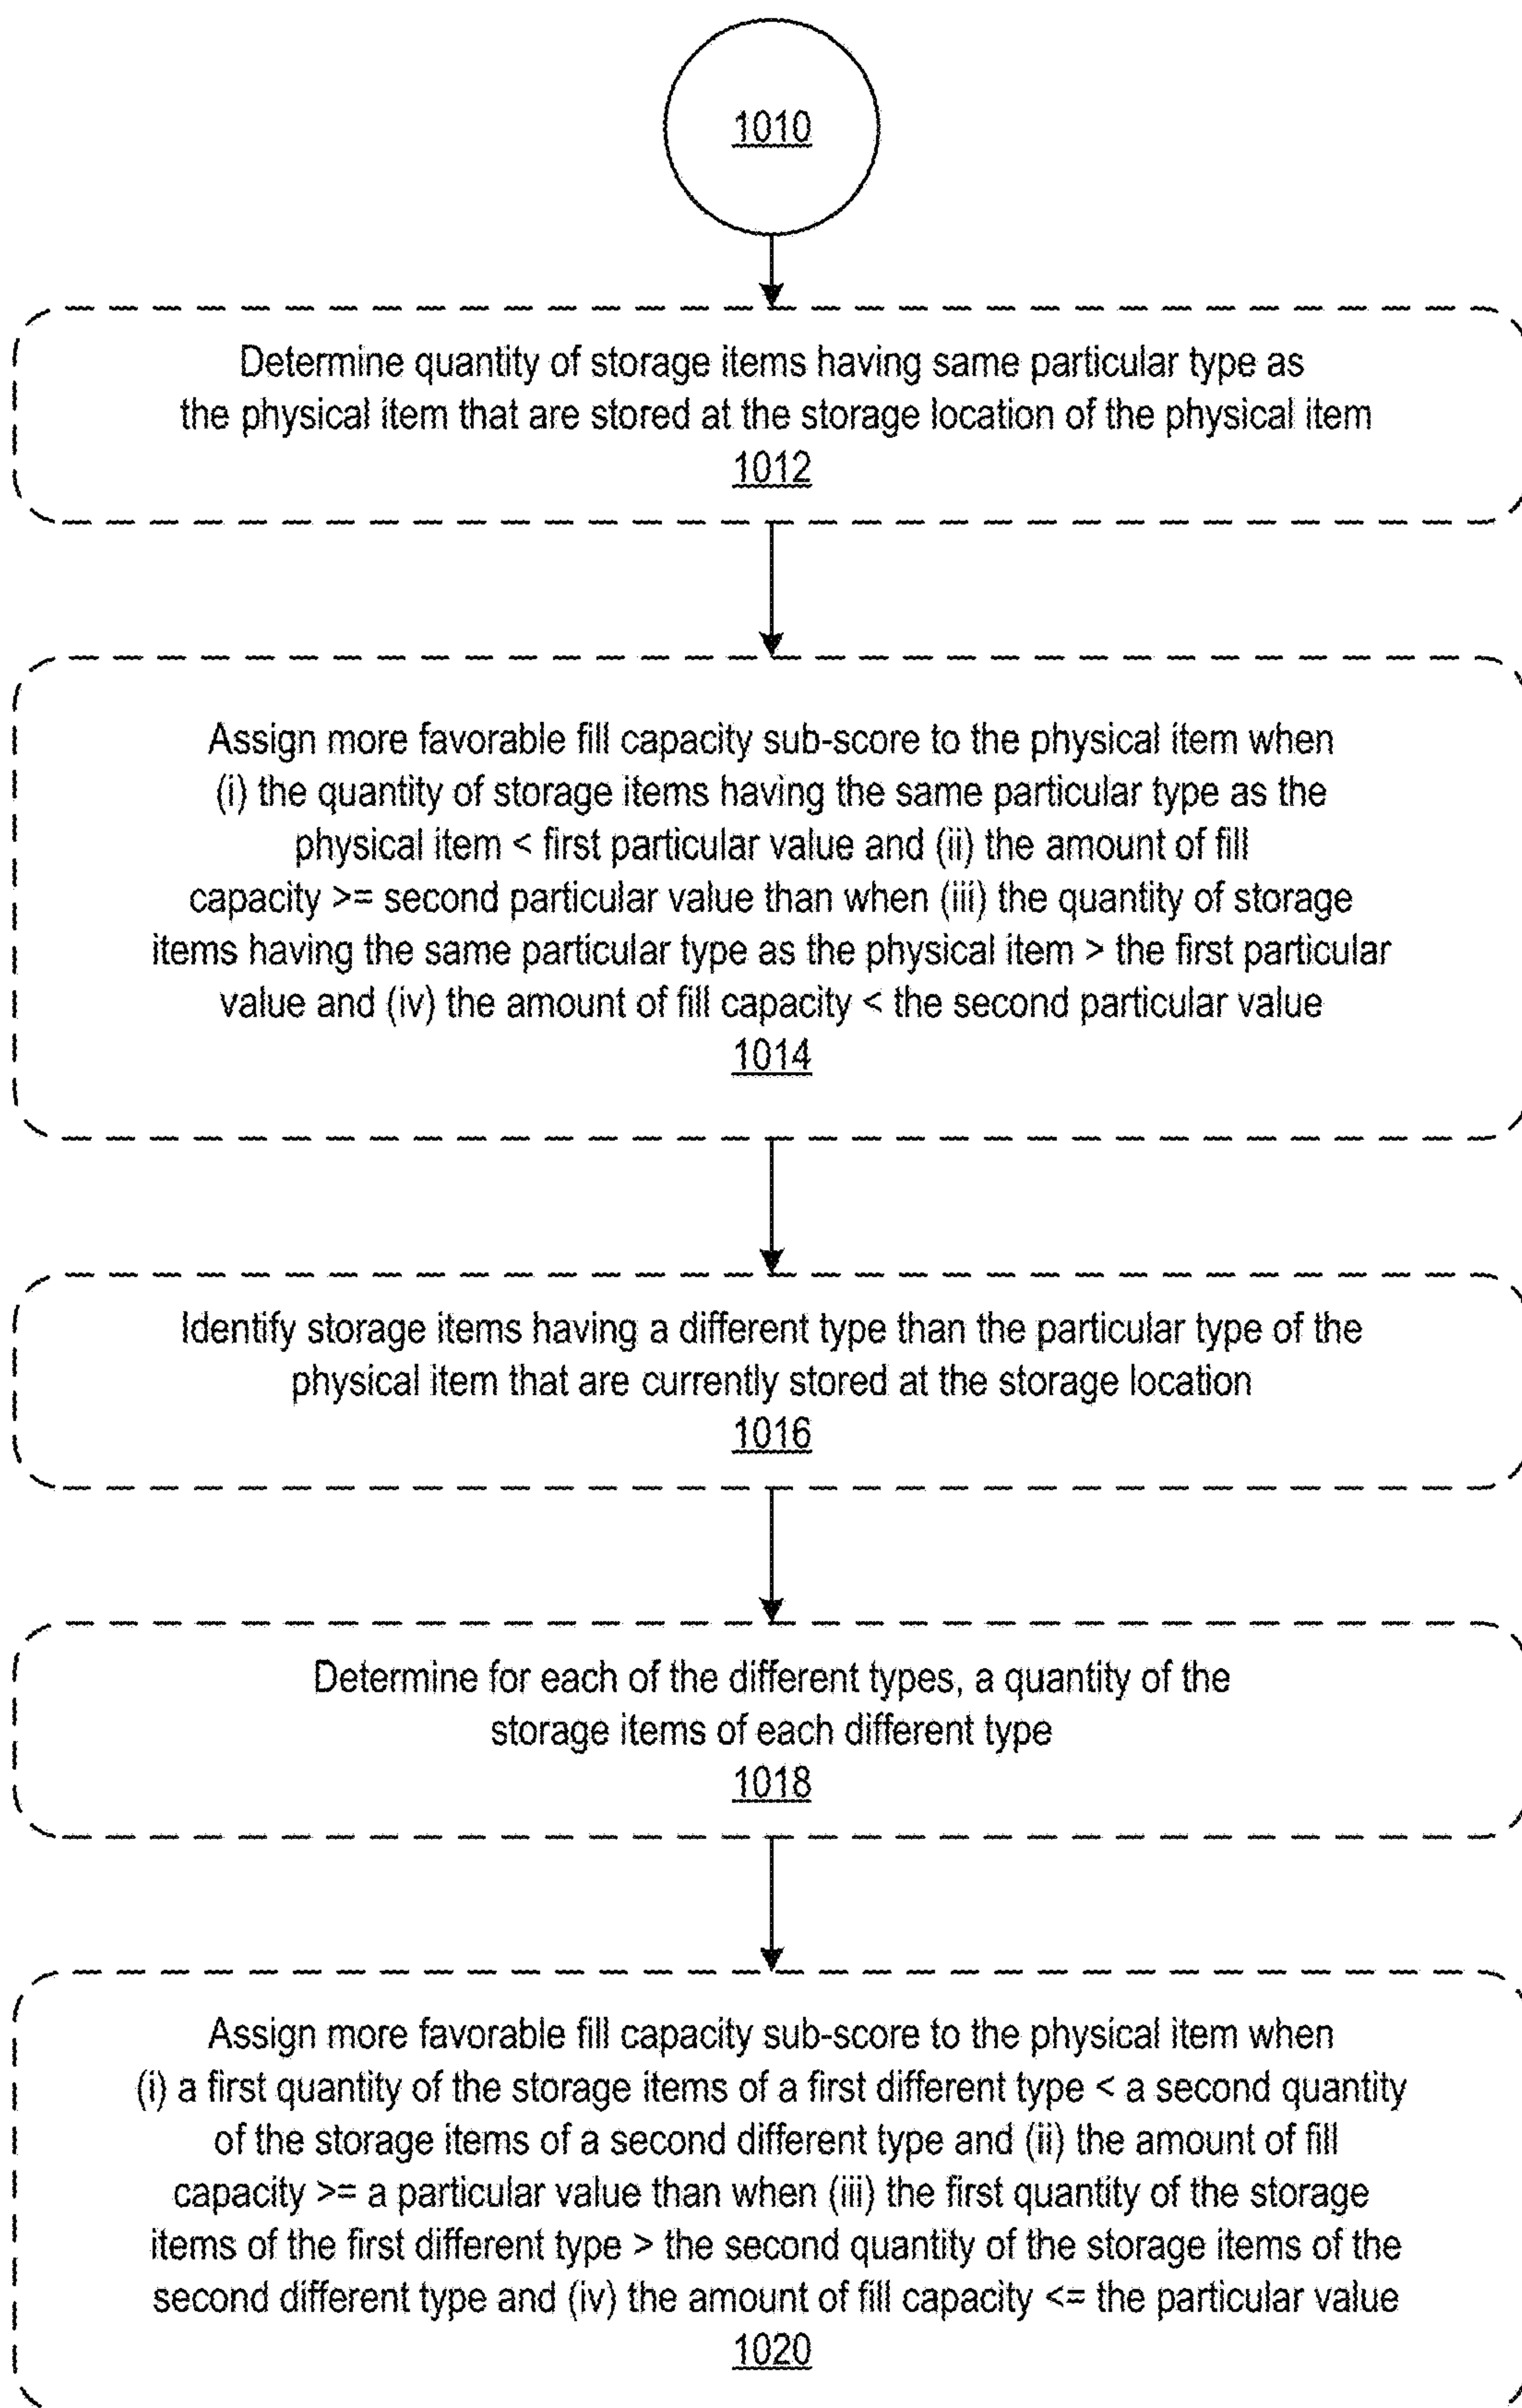 1010
Determine quantity of storage items having same particular type as
the physical item that are stored at the storage location of the physical item
1012
Assign more favorable fill capacity sub-score to the physical item when
(i) the quantity of storage items having the same particular type as the
physical item < first particular value and (ii) the amount of fill
capacity >= second particular value than when (iii) the quantity of storage
items having the same particular type as the physical item > the first particular
value and (iv) the amount of fill capacity < the second particular value
1014
Identify storage items having a different type than the particular type of the
physical item that are currently stored at the storage location
1016
Determine for each of the different types, a quantity of the
storage items of each different type
1018
Assign more favorable fill capacity sub-score to the physical item when
(i) a first quantity of the storage items of a first different type < a second quantity
of the storage items of a second different type and (ii) the amount of fill
capacity >= a particular value than when (iii) the first quantity of the storage
items of the first different type > the second quantity of the storage items of the
second different type and (iv) the amount of fill capacity <= the particular value
1020